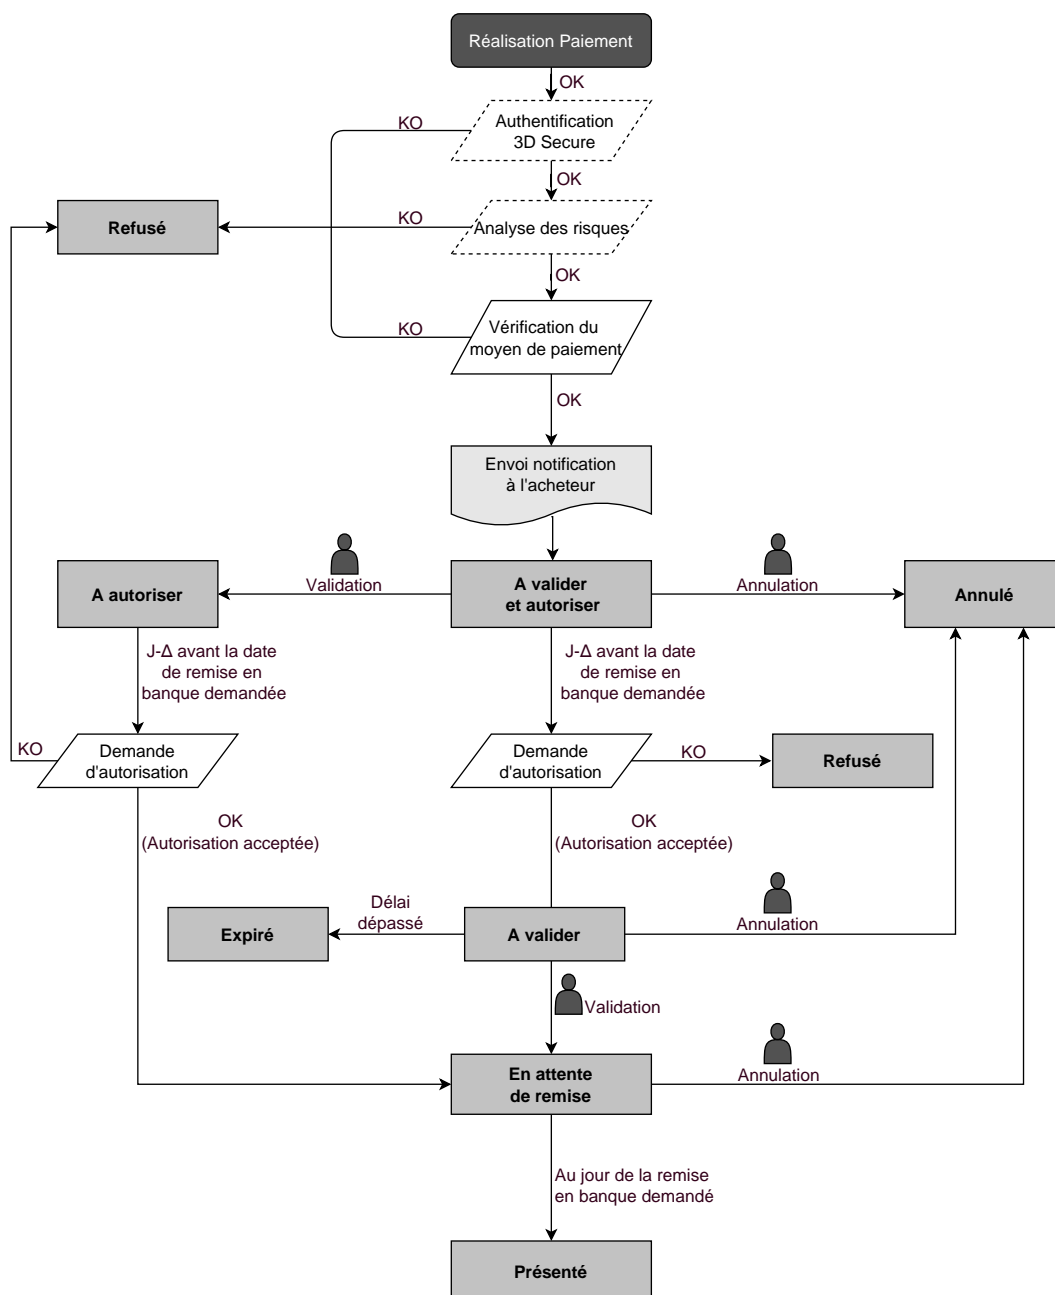 Réalisation Paiement
OK
KO
Authentification
3D Secure
OK
Refusé
KO
Analyse des risques
OK
KO
Vérification du
moyen de paiement
OK
Envoi notification
à l'acheteur
A autoriser
Validation
A valider
et autoriser
Annulation
Annulé
J-Δ avant la date
de remise en
banque demandée
J-Δ avant la date
de remise en
banque demandée
KO
Demande
d'autorisation
Demande
d'autorisation
KO
Refusé
OK
(Autorisation acceptée)
OK
(Autorisation acceptée)
Expiré
Délai
dépassé
A valider
Annulation
Validation
En attente
de remise
Annulation
Au jour de la remise
en banque demandé
Présenté